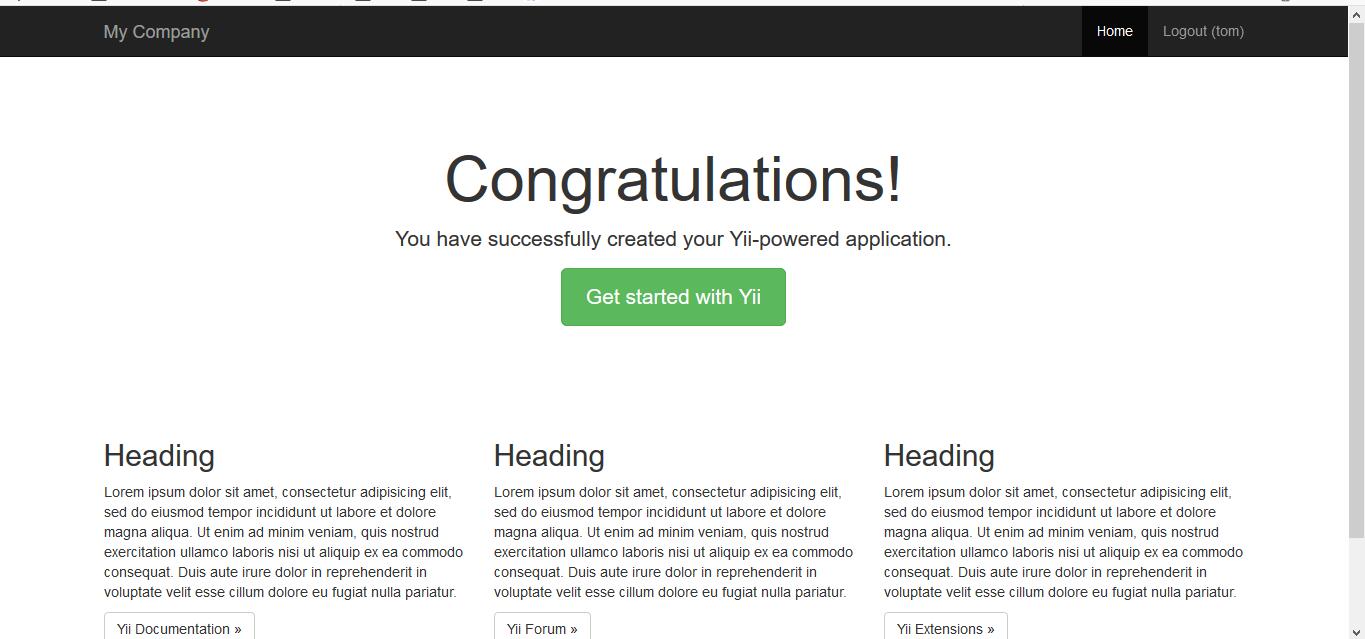 My Company
Home
Logout (tom)
Congratulations!
You have successfully created your Yii-powered application.
Get started with Yii
Heading
Lorem ipsum dolor sit amet, consectetur adipisicing elit,
sed do eiusmod tempor incididunt ut labore et dolore
magna aliqua. Ut enim ad minim veniam, quis nostrud
exercitation ullamco laboris nisi ut aliquip ex ea commodo
consequat. Duis aute irure dolor in reprehenderit in
voluptate velit esse cillum dolore eu fugiat nulla pariatur.
Yii Documentation »
Heading
Lorem ipsum dolor sit amet, consectetur adipisicing elit,
sed do eiusmod tempor incididunt ut labore et dolore
magna aliqua. Ut enim ad minim veniam, quis nostrud
exercitation ullamco laboris nisi ut aliquip ex ea commodo
consequat. Duis aute irure dolor in reprehenderit in
voluptate velit esse cillum dolore eu fugiat nulla pariatur.
Yii Forum »
Heading
Lorem ipsum dolor sit amet, consectetur adipisicing elit,
sed do eiusmod tempor incididunt ut labore et dolore
magna aliqua. Ut enim ad minim veniam, quis nostrud
exercitation ullamco laboris nisi ut aliquip ex ea commodo
consequat. Duis aute irure dolor in reprehenderit in
voluptate velit esse cillum dolore eu fugiat nulla pariatur.
Yii Extensions »